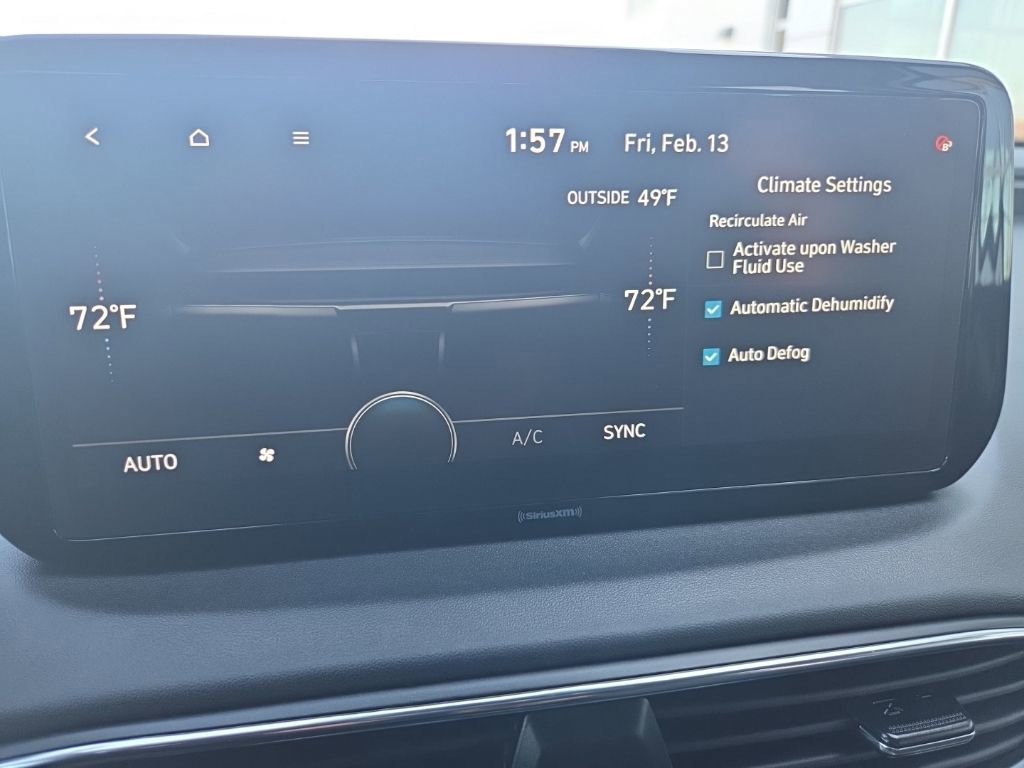 1:57 PM Fri, Feb. 13
OUTSIDE 49°F
Climate Settings
Recirculate Air
Activate upon Washer
Fluid Use
72°F
72°F
Automatic Dehumidify
Auto Defog
AUTO
A/C
SYNC
((SiriusXM))